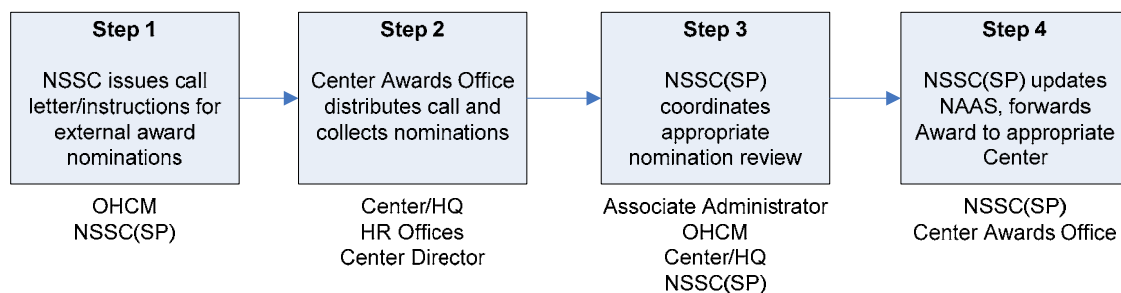 Step 1
NSSC issues call
letter/instructions for
external award
nominations
OHCM
NSSC(SP)
Step 2
Center Awards Office
distributes call and
collects nominations
Center/HQ
HR Offices
Center Director
Step 3
NSSC(SP)
coordinates
appropriate
nomination review
Associate Administrator
OHCM
Center/HQ
NSSC(SP)
Step 4
NSSC(SP) updates
NAAS, forwards
Award to appropriate
Center
NSSC(SP)
Center Awards Office